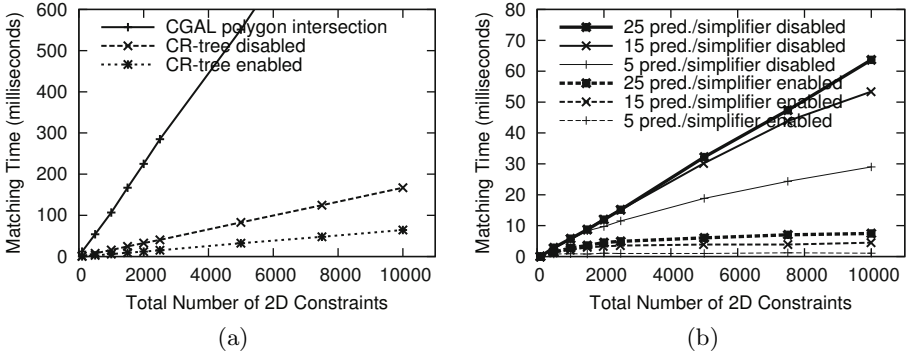 Matching Time (milliseconds)
600
500
400
300
200
100
0
0
2000
4000
6000
8000
10000
Total Number of 2D Constraints
CGAL polygon intersection
CR-tree disabled
CR-tree enabled
(a)
Matching Time (milliseconds)
80
70
60
50
40
30
20
10
0
0
2000
4000
6000
8000
10000
Total Number of 2D Constraints
25 pred./simplifier disabled
15 pred./simplifier disabled
5 pred./simplifier disabled
25 pred./simplifier enabled
15 pred./simplifier enabled
5 pred./simplifier enabled
(b)